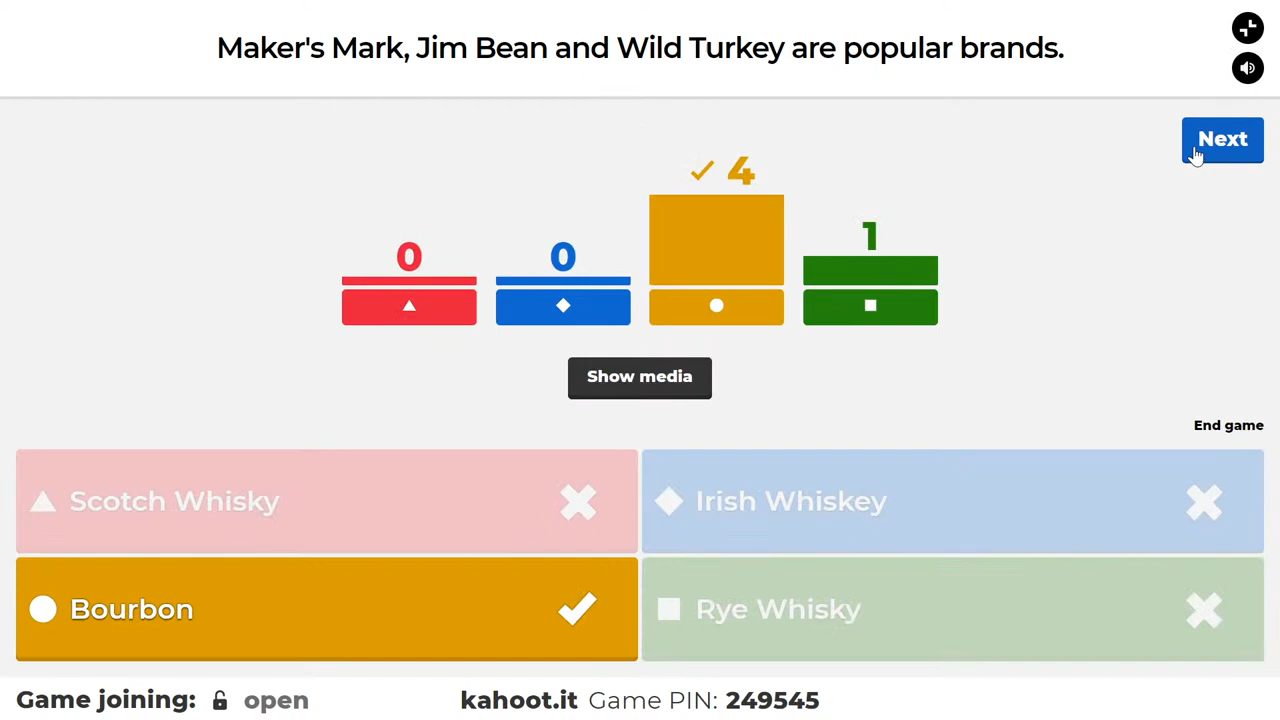 Maker's Mark, Jim Bean and Wild Turkey are popular brands.
Next
0
0
4
1
Show media
End game
Scotch Whisky
Irish Whiskey
Bourbon
Rye Whisky
Game joining: open
kahoot.it Game PIN: 249545